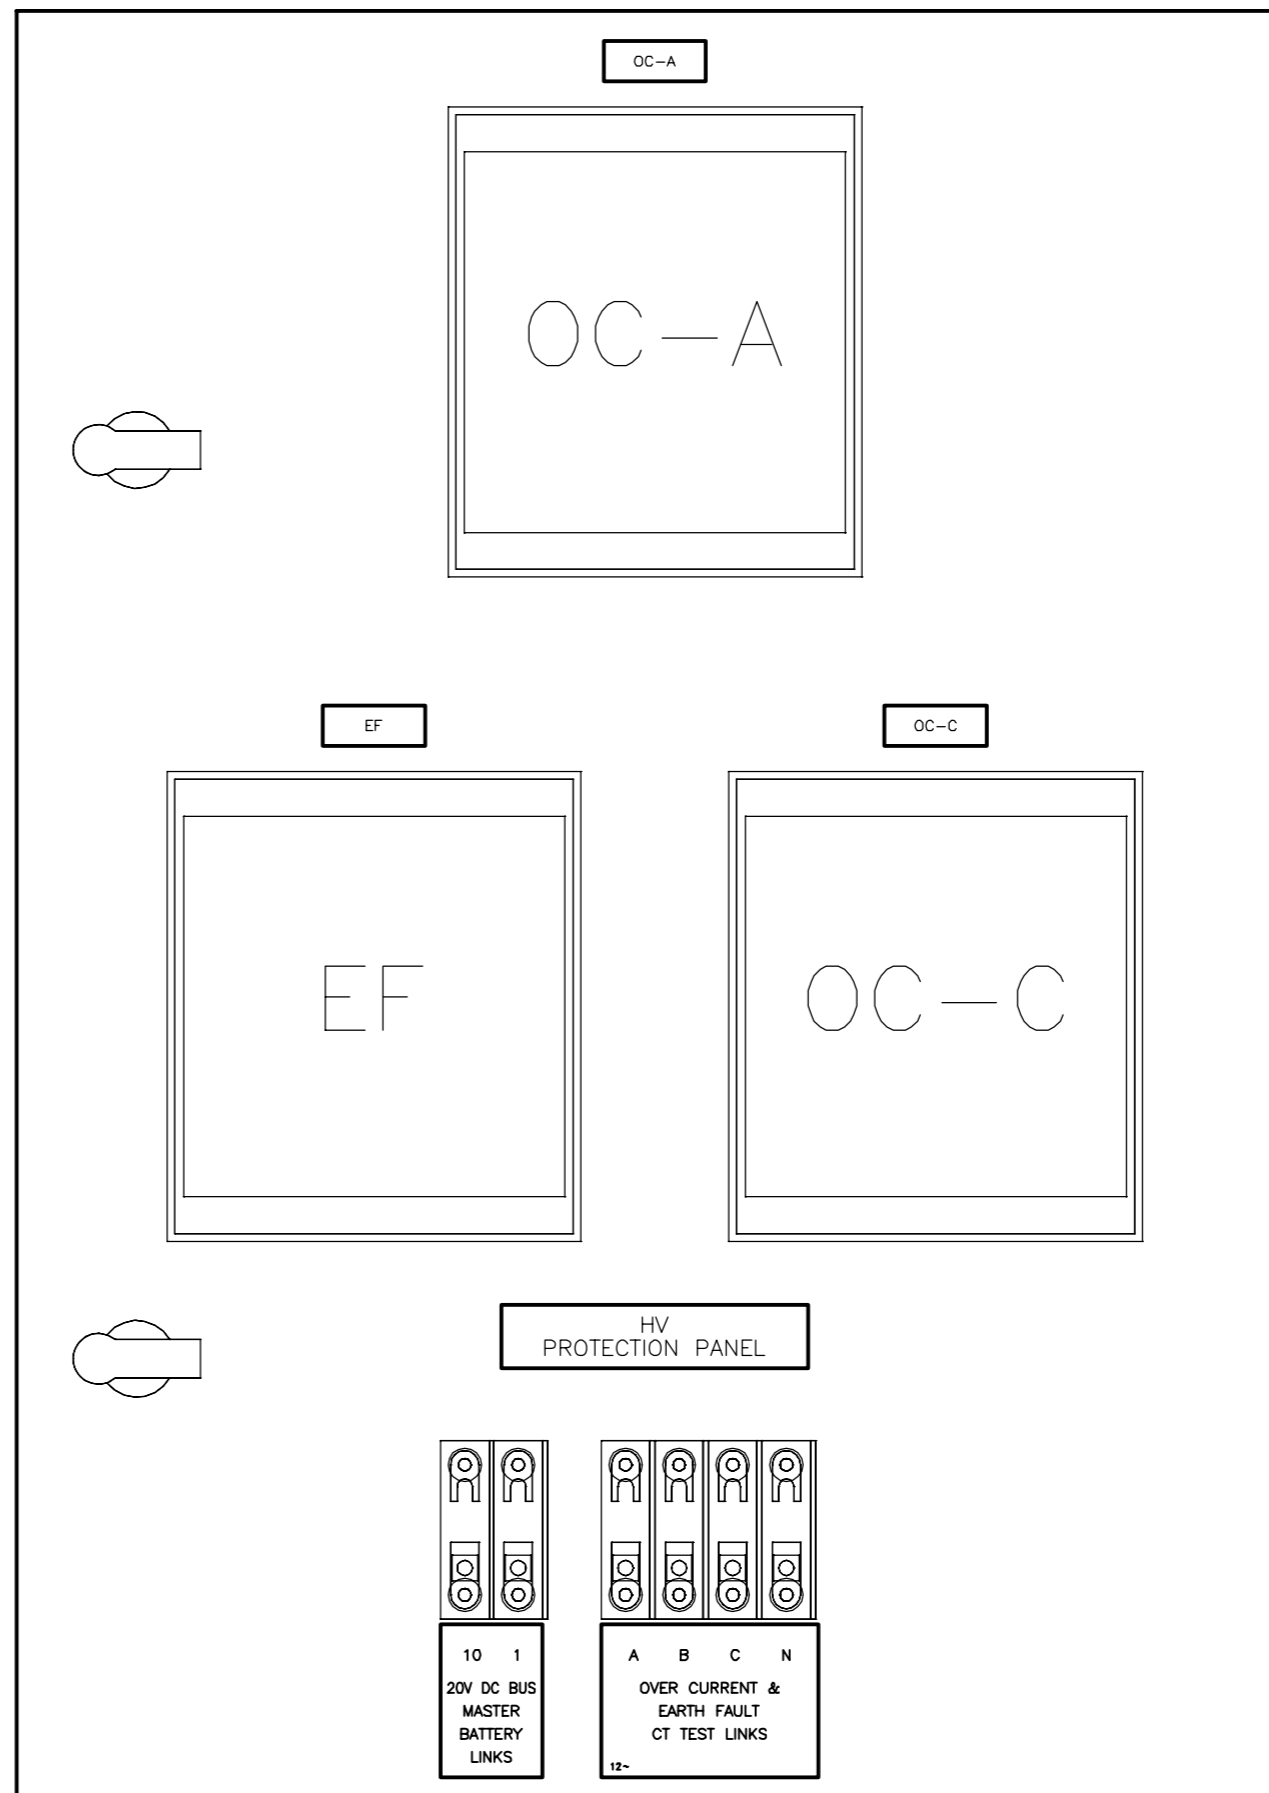 OC-A
OC-A
EF
OC-C
EF
OC-C
HV
PROTECTION PANEL
10 1
20V DC BUS
MASTER
BATTERY
LINKS
A B C N
OVER CURRENT &
EARTH FAULT
CT TEST LINKS
12~